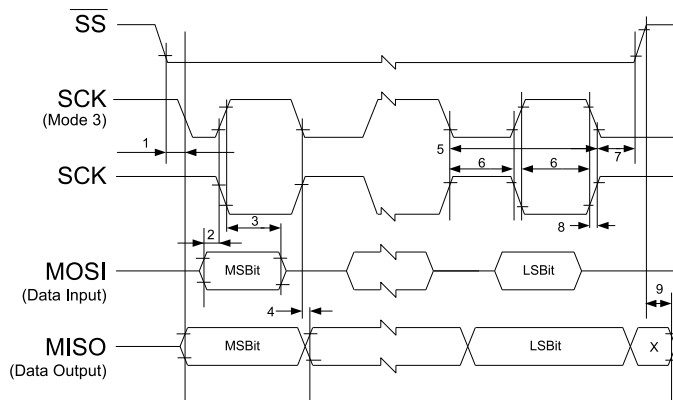 SS
SCK
(Mode 3)
1
5
6
6
7
SCK
8
2
3
MOSI
(Data Input)
MSBit
LSBit
4
9
MISO
(Data Output)
MSBit
LSBit
X